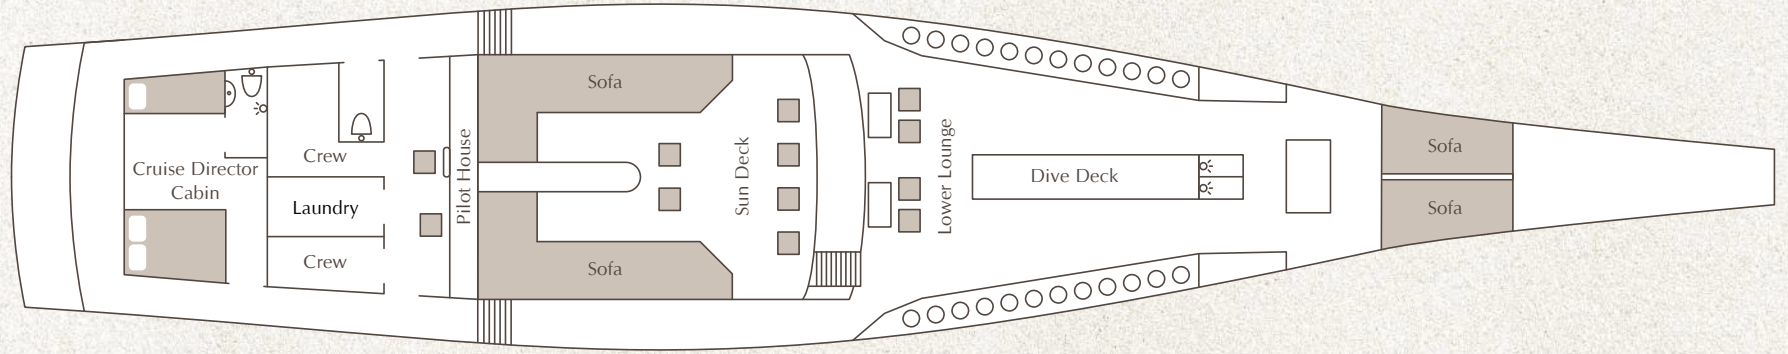 Cruise Director
Cabin
Crew
Laundry
Crew
Pilot House
Sofa
Sofa
Sun Deck
Lower Lounge
Dive Deck
Sofa
Sofa